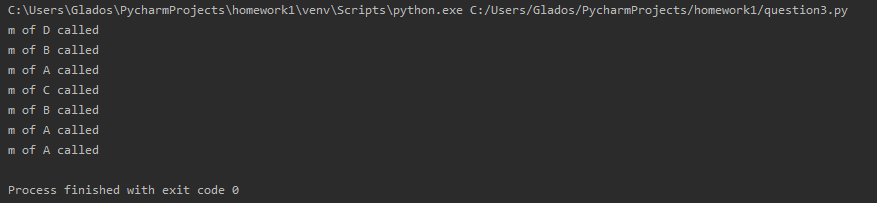 C:\Users\Glados\PycharmProjects\homework1\venv\Scripts\python.exe C:/Users/Glados/PycharmProjects/homework1/question3.py
m of D called
m of B called
m of A called
m of C called
m of B called
m of A called
m of A called
Process finished with exit code 0